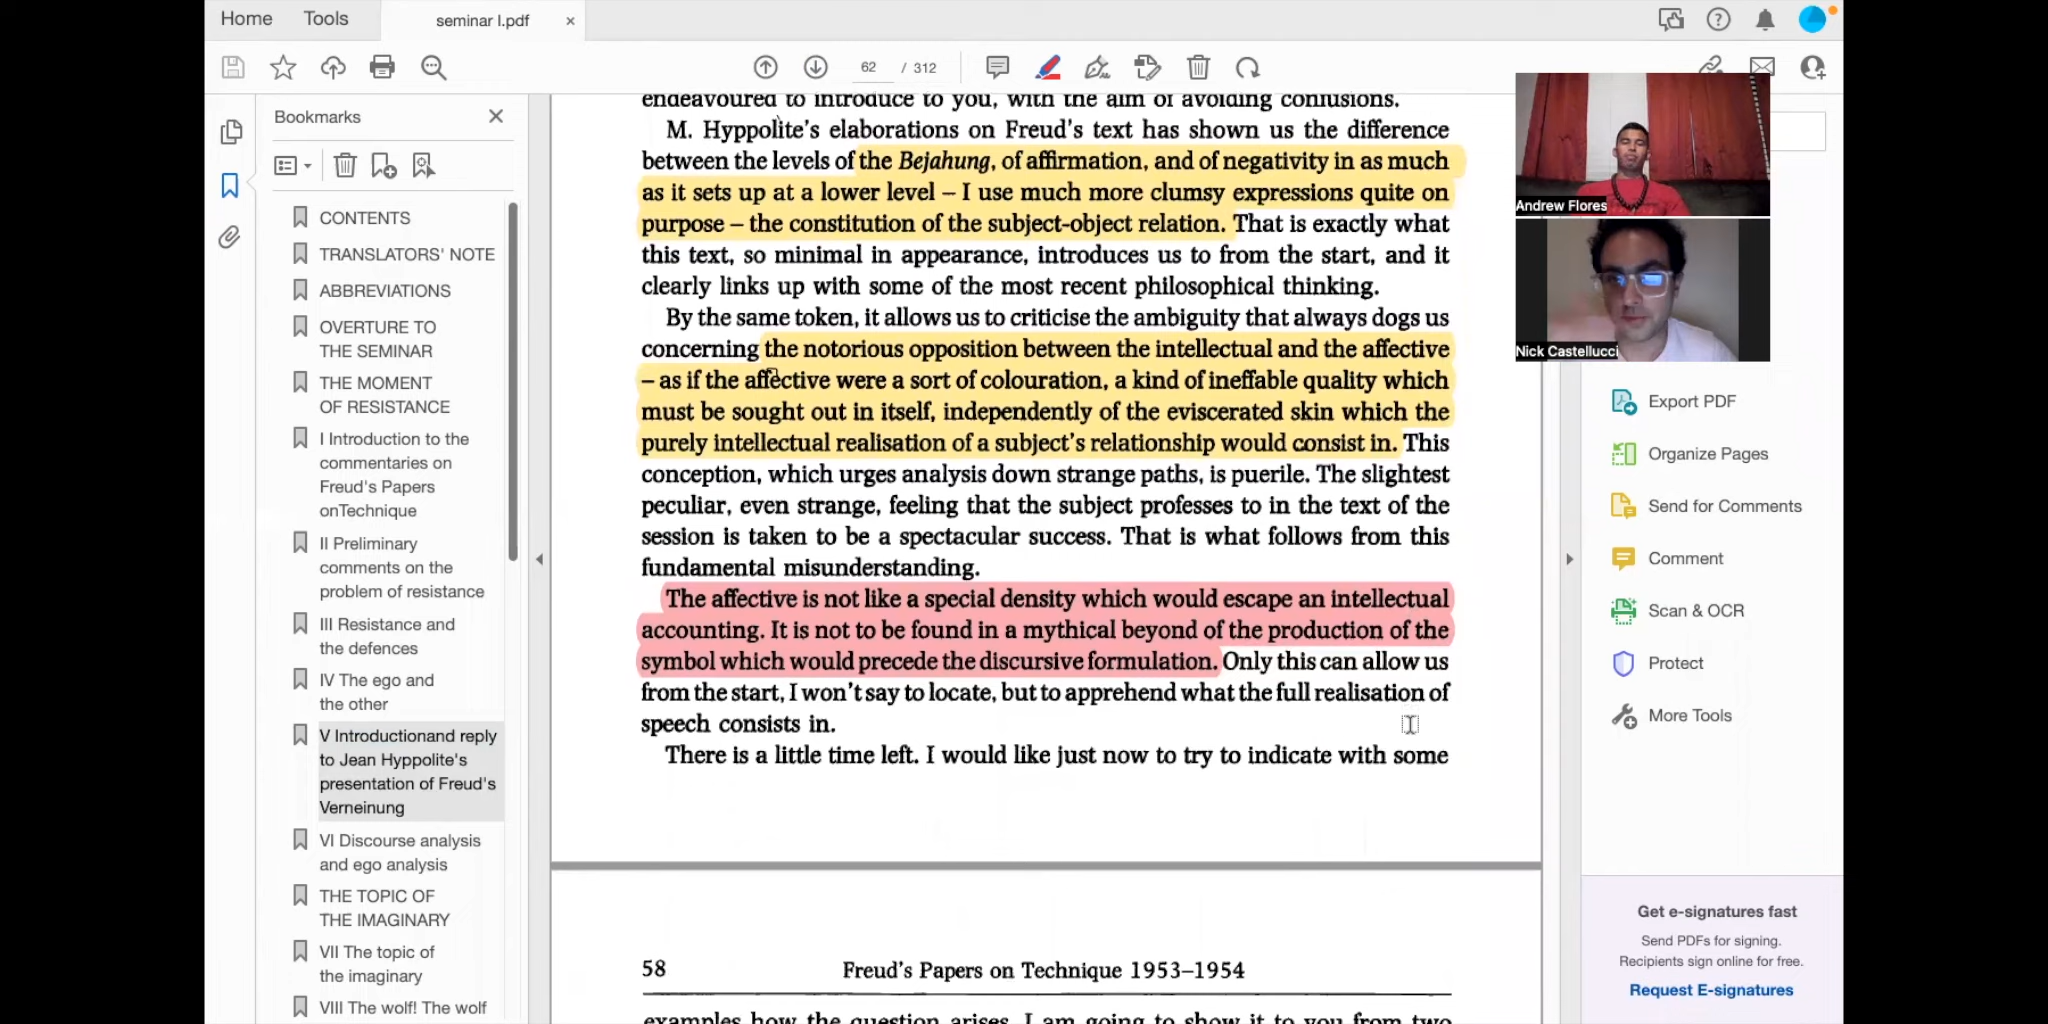 Home
Tools
seminar I.pdf
62 / 312
Bookmarks
CONTENTS
TRANSLATORS' NOTE
ABBREVIATIONS
OVERTURE TO
THE SEMINAR
THE MOMENT
OF RESISTANCE
I Introduction to the
commentaries on
Freud's Papers
onTechnique
II Preliminary
comments on the
problem of resistance
III Resistance and
the defences
IV The ego and
the other
V Introductionand reply
to Jean Hyppolite's
presentation of Freud's
Verneinung
VI Discourse analysis
and ego analysis
THE TOPIC OF
THE IMAGINARY
VII The topic of
the imaginary
VIII The wolf! The wolf
endeavoured to introduce to you, with the aim of avoiding confusions.
M. Hyppolite's elaborations on Freud's text has shown us the difference
between the levels of the Bejahung, of affirmation, and of negativity in as much
as it sets up at a lower level – I use much more clumsy expressions quite on
purpose – the constitution of the subject-object relation. That is exactly what
this text, so minimal in appearance, introduces us to from the start, and it
clearly links up with some of the most recent philosophical thinking.
By the same token, it allows us to criticise the ambiguity that always dogs us
concerning the notorious opposition between the intellectual and the affective
– as if the affective were a sort of colouration, a kind of ineffable quality which
must be sought out in itself, independently of the eviscerated skin which the
purely intellectual realisation of a subject's relationship would consist in. This
conception, which urges analysis down strange paths, is puerile. The slightest
peculiar, even strange, feeling that the subject professes to in the text of the
session is taken to be a spectacular success. That is what follows from this
fundamental misunderstanding.
The affective is not like a special density which would escape an intellectual
accounting. It is not to be found in a mythical beyond of the production of the
symbol which would precede the discursive formulation. Only this can allow us
from the start, I won't say to locate, but to apprehend what the full realisation of
speech consists in.
There is a little time left. I would like just now to try to indicate with some
58 Freud's Papers on Technique 1953–1954
examples how the question arises. I am going to show it to you from two
Andrew Flores
Nick Castellucci
Export PDF
Organize Pages
Send for Comments
Comment
Scan & OCR
Protect
More Tools
Get e-signatures fast
Send PDFs for signing.
Recipients sign online for free.
Request E-signatures